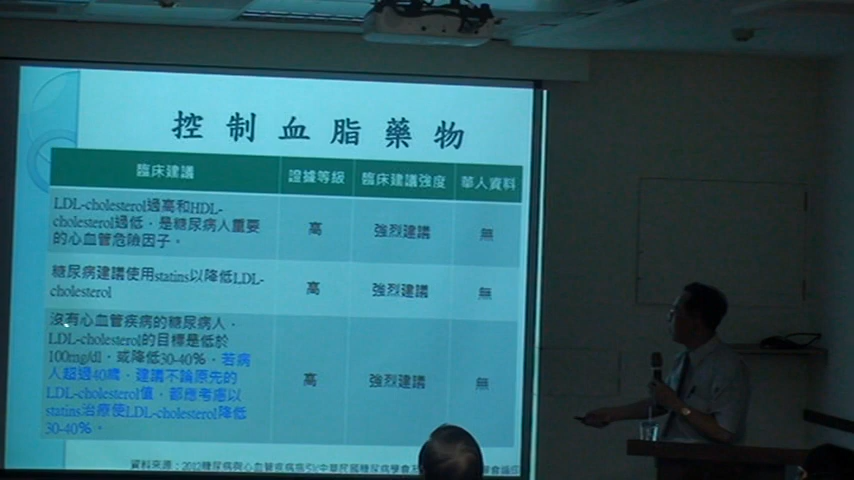 控制血脂藥物
臨床建議 證據等級 臨床建議強度 華人資料
LDL-cholesterol過高和HDL-
cholesterol過低，是糖尿病人重要
的心血管危險因子。
高 強烈建議 無
糖尿病建議使用statins以降低LDL-
cholesterol
高 強烈建議 無
沒有心血管疾病的糖尿病人，
LDL-cholesterol的目標是低於
100mg/dl，或降低30-40%，若病
人超過40歲，建議不論原先的
LDL-cholesterol值，都應考慮以
statins治療使LDL-cholesterol降低
30-40%。
高 強烈建議 無
資料來源：2012糖尿病與心血管疾病